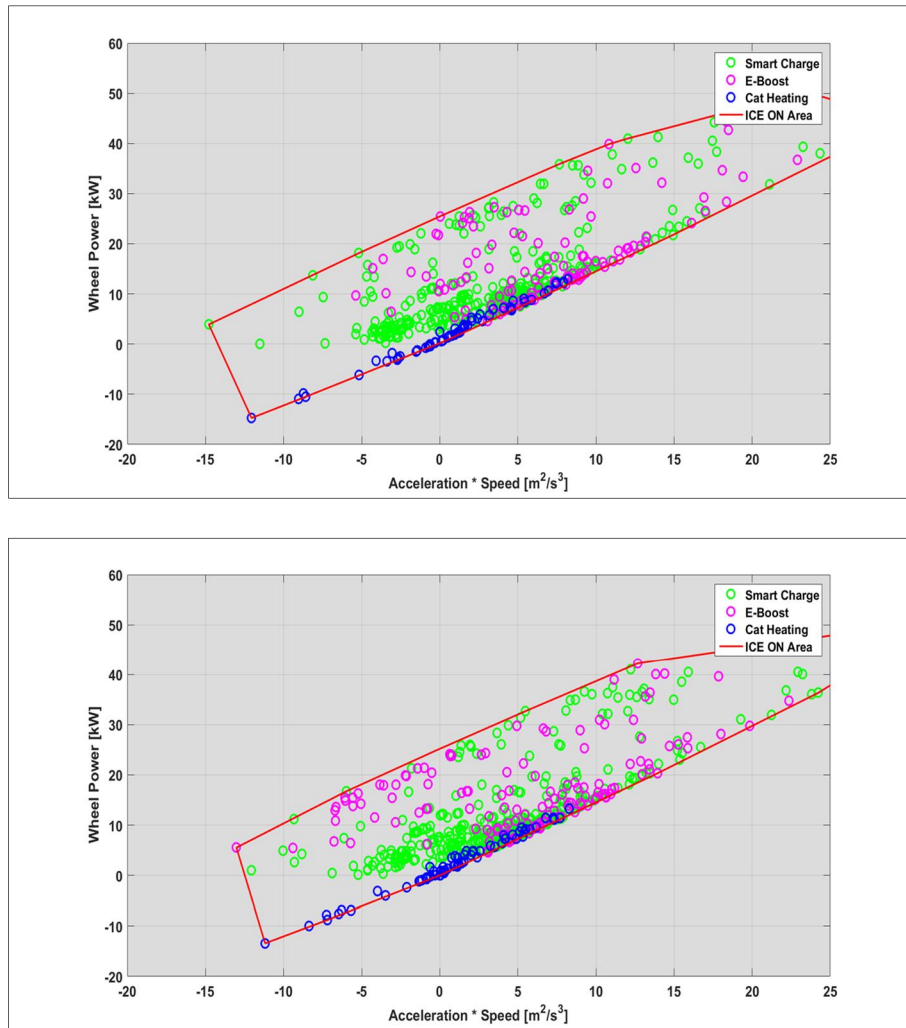 60
50
40
30
20
10
0
-10
-20
Wheel Power [kW]
Smart Charge
E-Boost
Cat Heating
ICE ON Area
-20 -15 -10 -5 0 5 10 15 20 25
Acceleration * Speed [m²/s³]
60
50
40
30
20
10
0
-10
-20
Wheel Power [kW]
Smart Charge
E-Boost
Cat Heating
ICE ON Area
-20 -15 -10 -5 0 5 10 15 20 25
Acceleration * Speed [m²/s³]